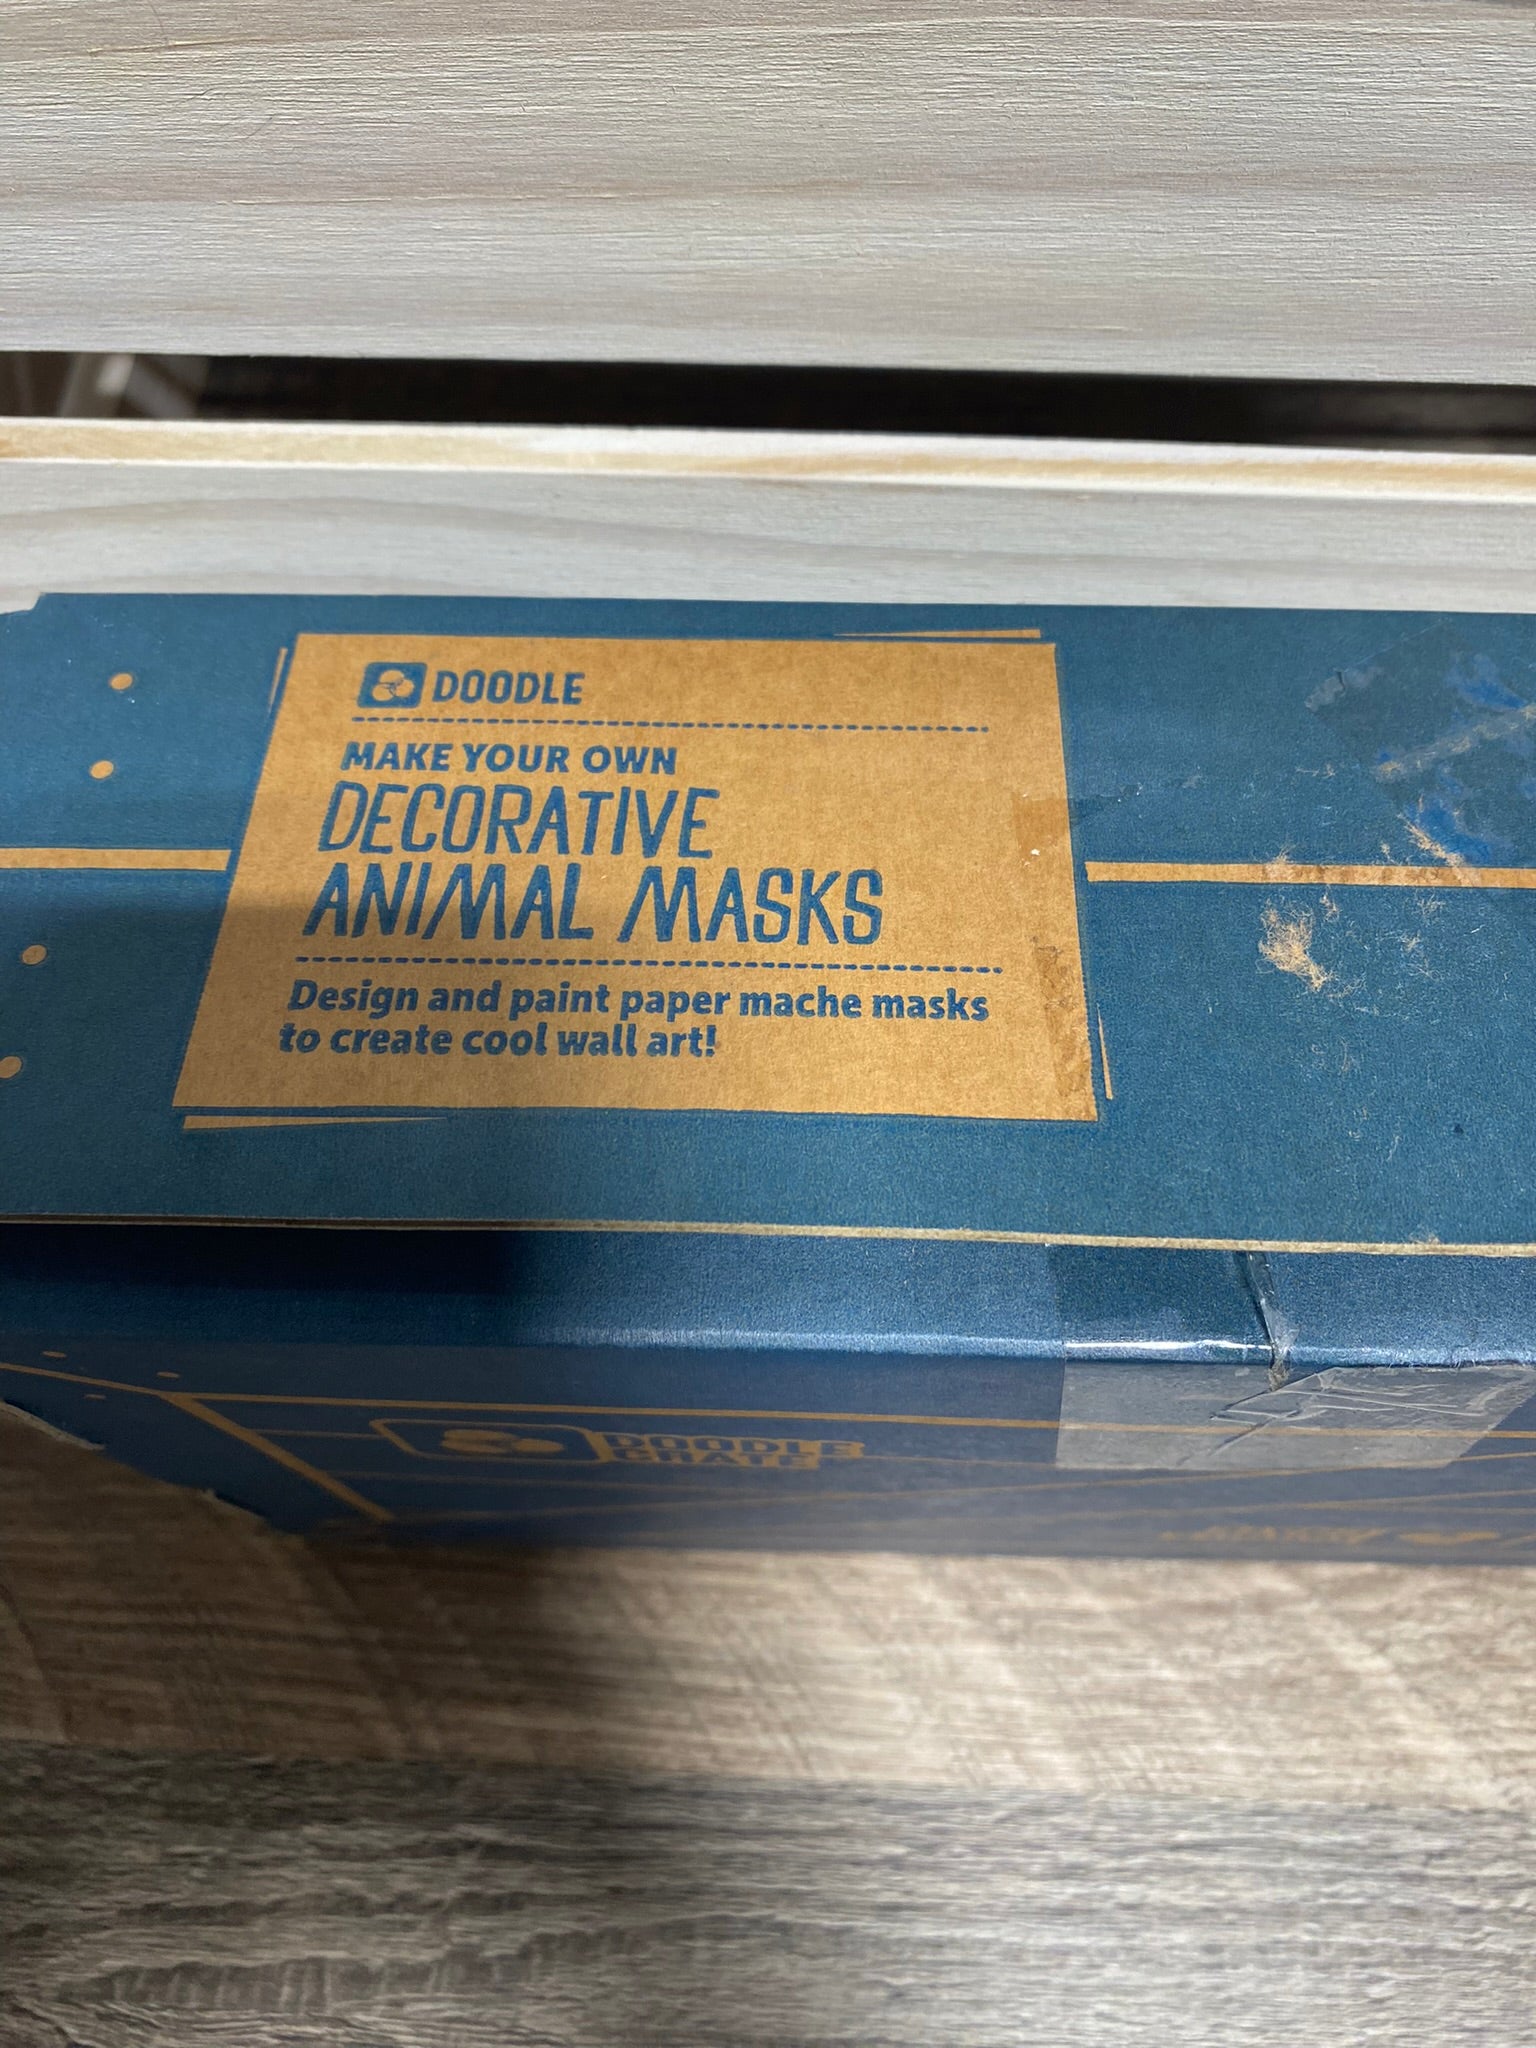 DOODLE
MAKE YOUR OWN
DECORATIVE
ANIMAL MASKS
Design and paint paper mache masks
to create cool wall art!
DOODLE
CRATE